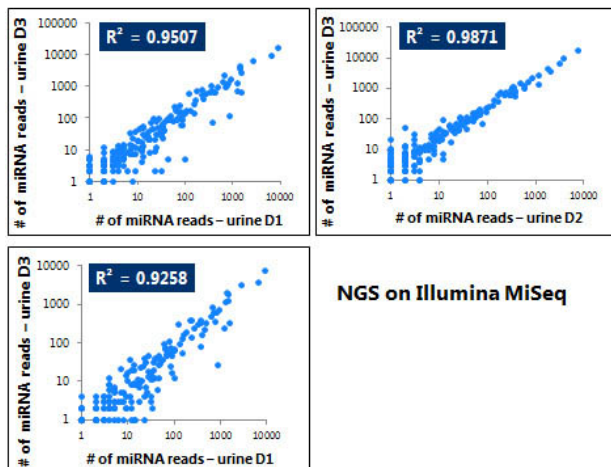 # of miRNA reads – urine D3
R² = 0.9507
100000
10000
1000
100
10
1
1 10 100 1000 10000
# of miRNA reads – urine D1
# of miRNA reads – urine D3
R² = 0.9871
100000
10000
1000
100
10
1
1 10 100 1000 10000
# of miRNA reads – urine D2
# of miRNA reads – urine D3
R² = 0.9258
10000
1000
100
10
1
1 10 100 1000 10000
# of miRNA reads – urine D1
NGS on Illumina MiSeq